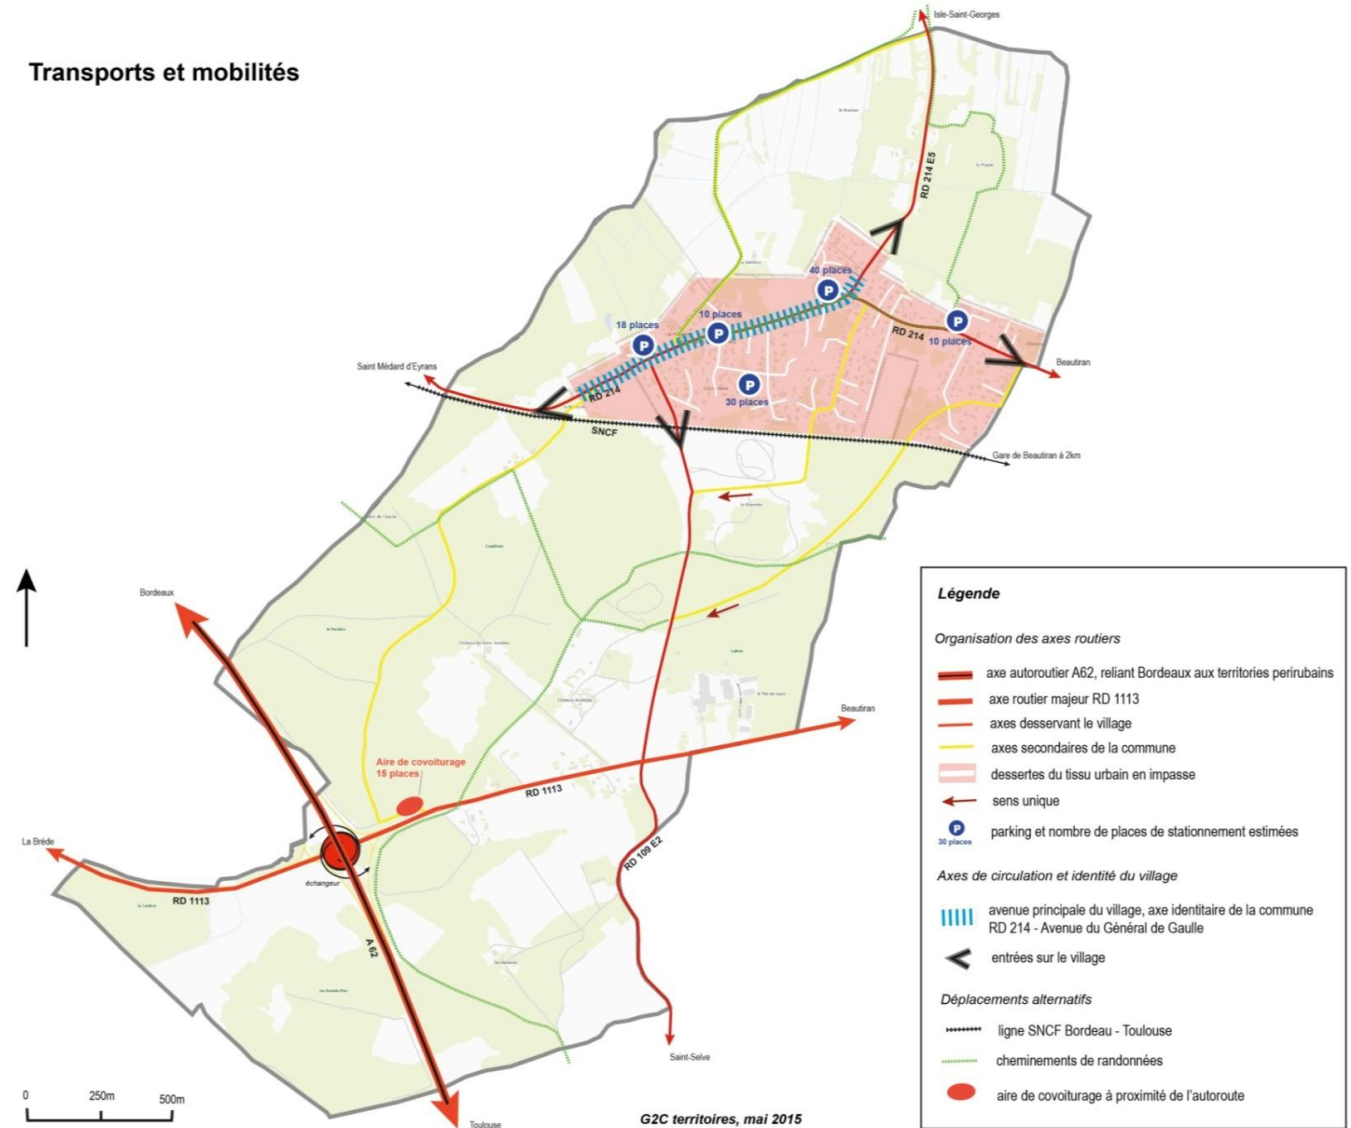 Isle-Saint-Georges
Transports et mobilités
RD 214 E5
40 places
18 places
10 places
RD 214
10 places
Beautiran
Saint Médard d'Eyrans
RD 214
30 places
SNCF
Gare de Beautiran à 2km
Bordeaux
Beautiran
Aire de covoiturage
15 places
RD 1113
La Brède
RD 109 E2
échangeur
RD 1113
A 62
Saint-Selve
Toulouse
0 250m 500m
G2C territoires, mai 2015
Légende
Organisation des axes routiers
axe autoroutier A62, reliant Bordeaux aux territories perirubains
axe routier majeur RD 1113
axes desservant le village
axes secondaires de la commune
dessertes du tissu urbain en impasse
sens unique
P
30 places
parking et nombre de places de stationnement estimées
Axes de circulation et identité du village
avenue principale du village, axe identitaire de la commune
RD 214 - Avenue du Général de Gaulle
entrées sur le village
Déplacements alternatifs
ligne SNCF Bordeau - Toulouse
cheminements de randonnées
aire de covoiturage à proximité de l'autoroute